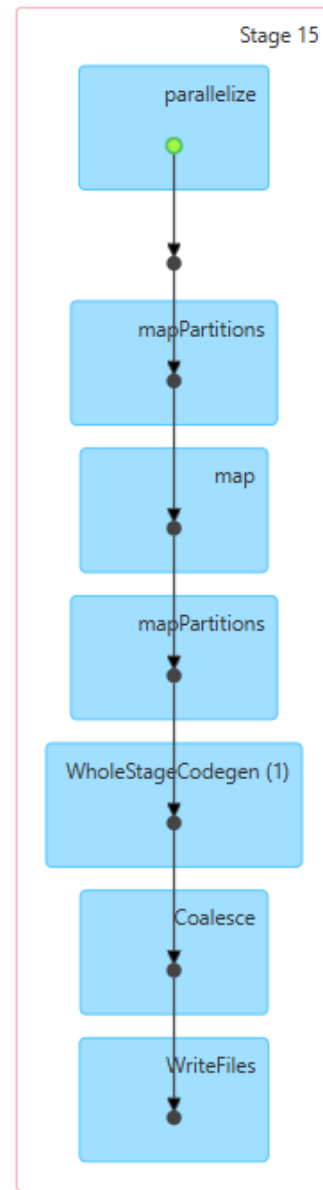 Stage 15
parallelize
mapPartitions
map
mapPartitions
WholeStageCodegen (1)
Coalesce
WriteFiles